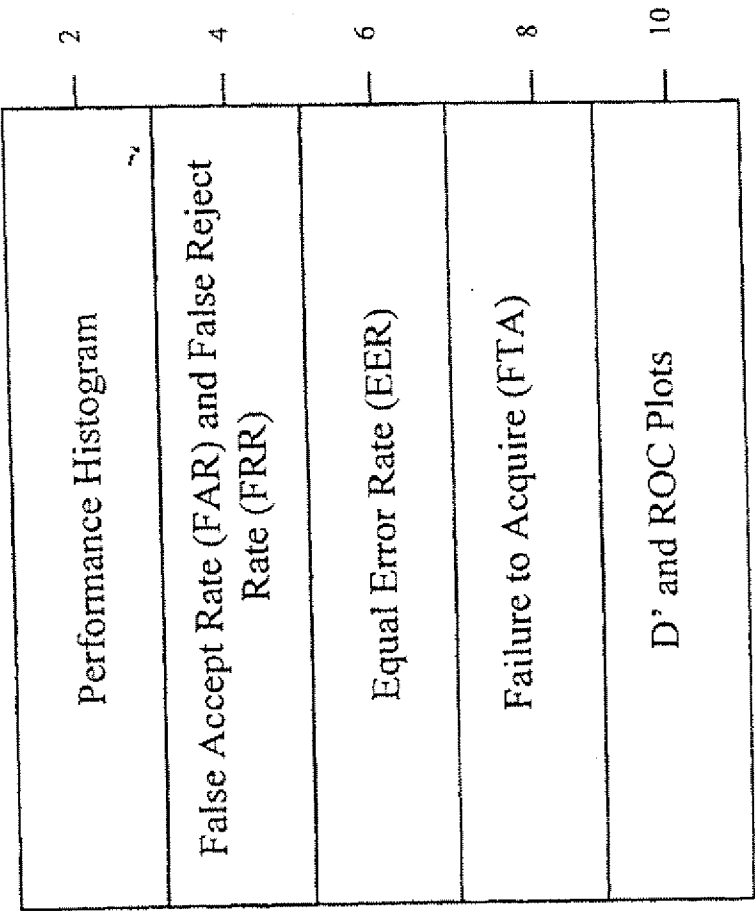 Performance Histogram
2
False Accept Rate (FAR) and False Reject
Rate (FRR)
4
Equal Error Rate (EER)
6
Failure to Acquire (FTA)
8
D’ and ROC Plots
10